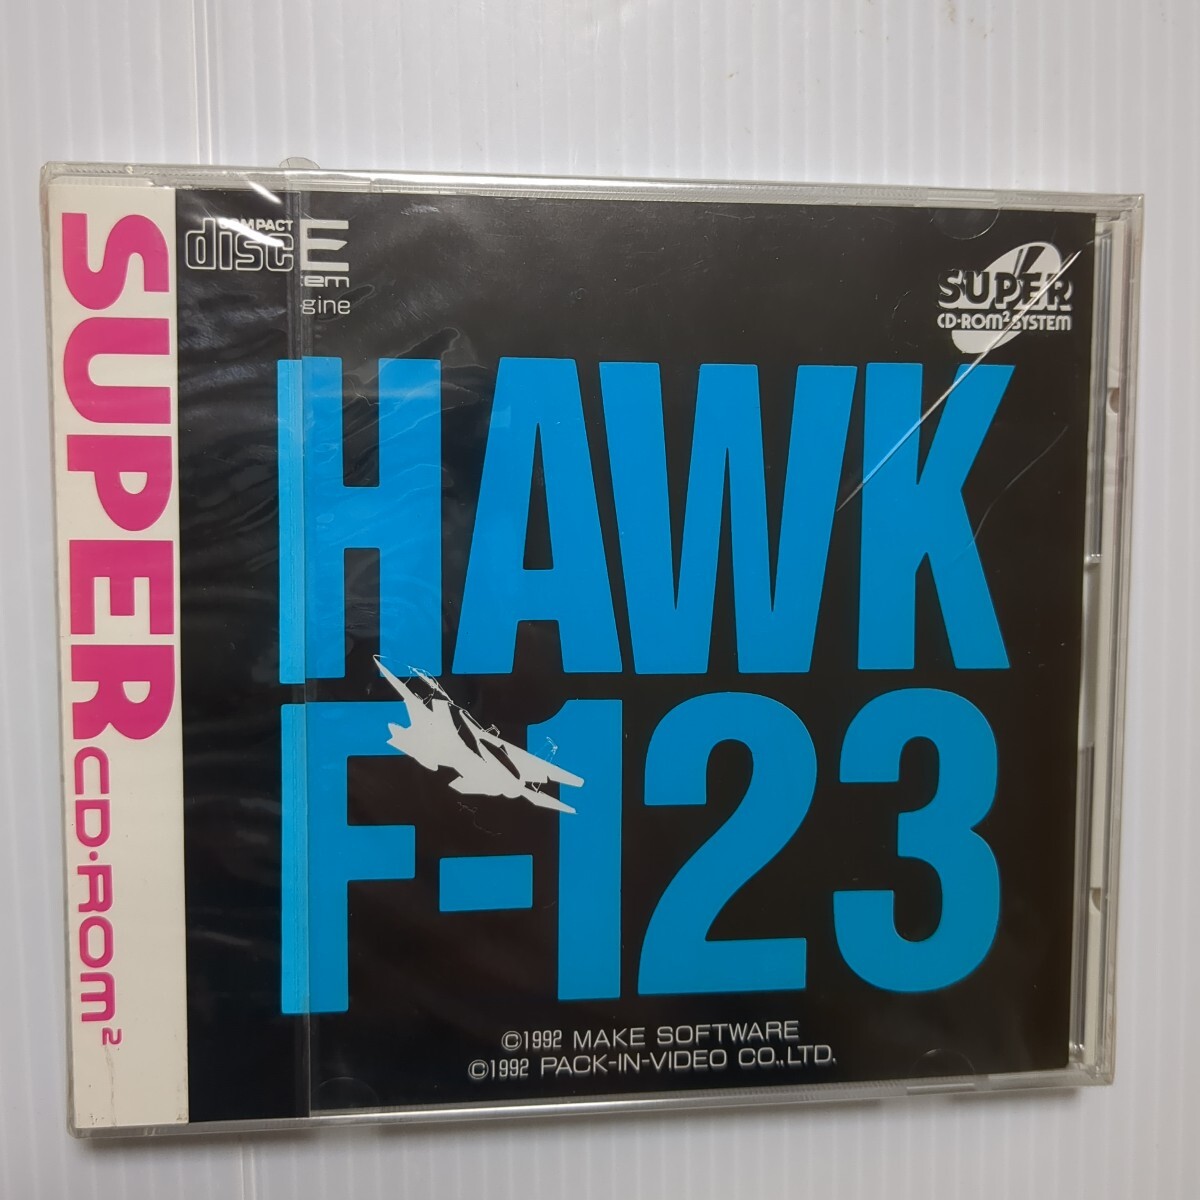 SUPER CD-ROM²
COMPACT
disc
E
tem
gine
SUPER
CD-ROM² SYSTEM
HAWK
F-123
©1992 MAKE SOFTWARE
©1992 PACK-IN-VIDEO CO.,LTD.